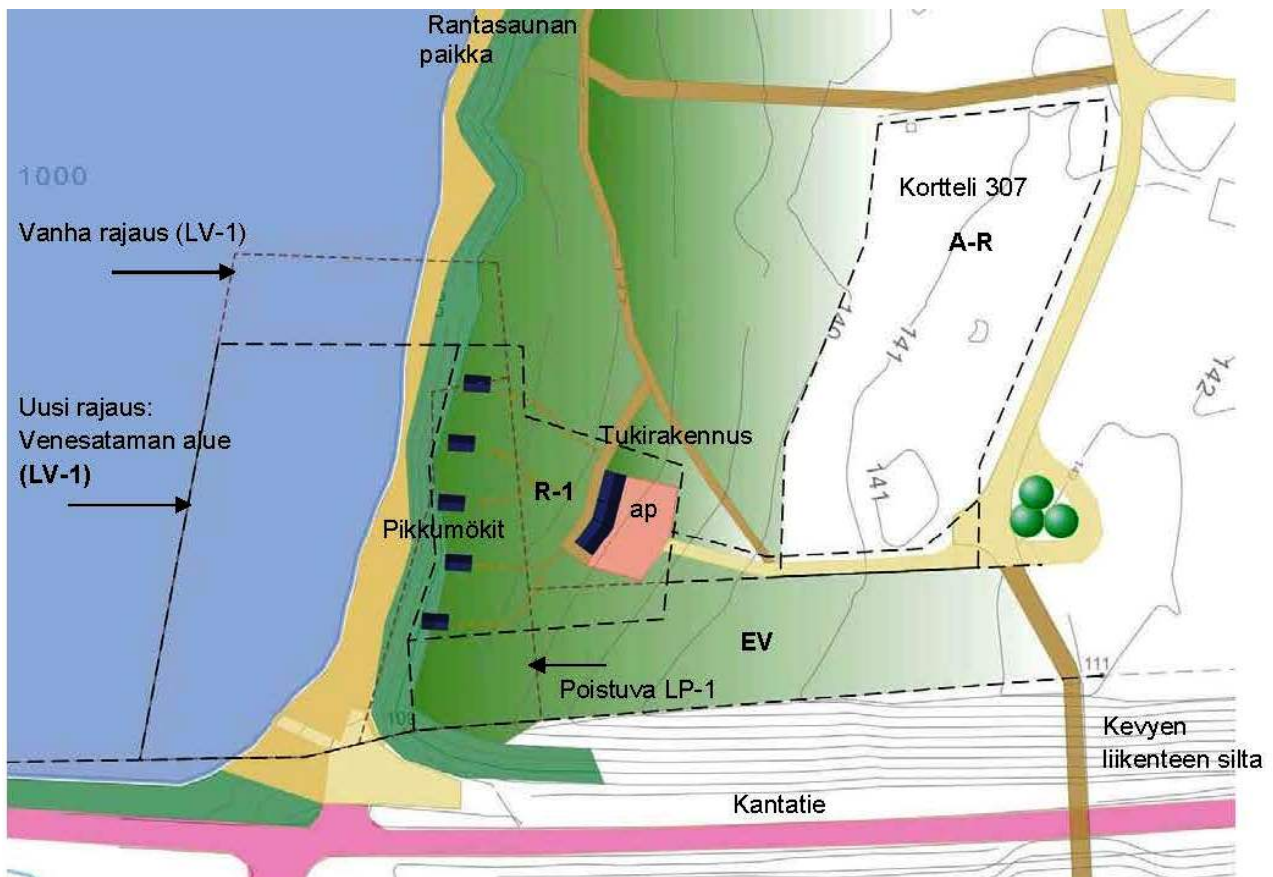 Rantasaunan
paikka
1000
Kortteli 307
Vanha rajaus (LV-1)
A-R
140
141
142
Uusi rajaus:
Venesataman alue
(LV-1)
Tukirakennus
141
R-1
ap
Pikkumökit
EV
111
Poistuva LP-1
Kevyen
liikenteen silta
Kantatie